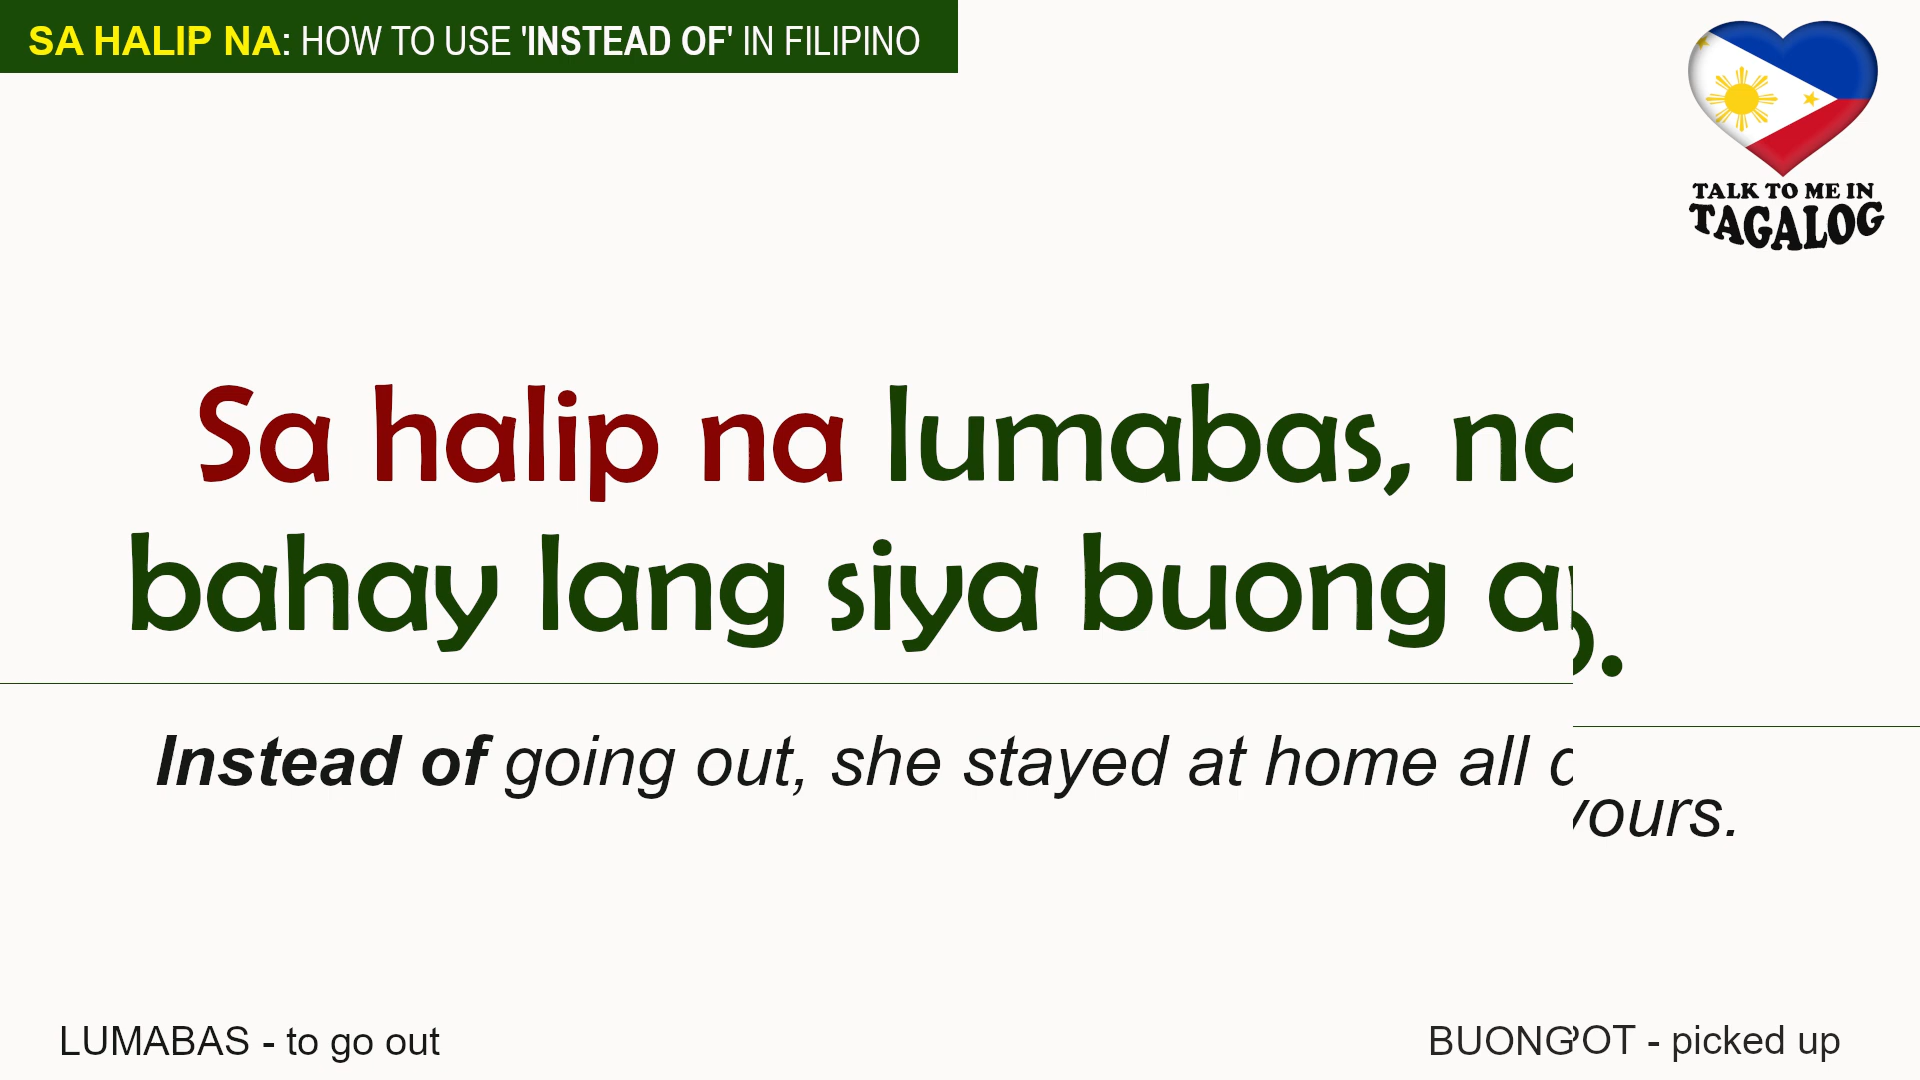 SA HALIP NA: HOW TO USE 'INSTEAD OF' IN FILIPINO
TALK TO ME IN
TAGALOG
Sa halip na lumabas,
bahay lang siya buong
Instead of going out, she stayed at home all
yours.
LUMABAS - to go out
BUONG - picked up